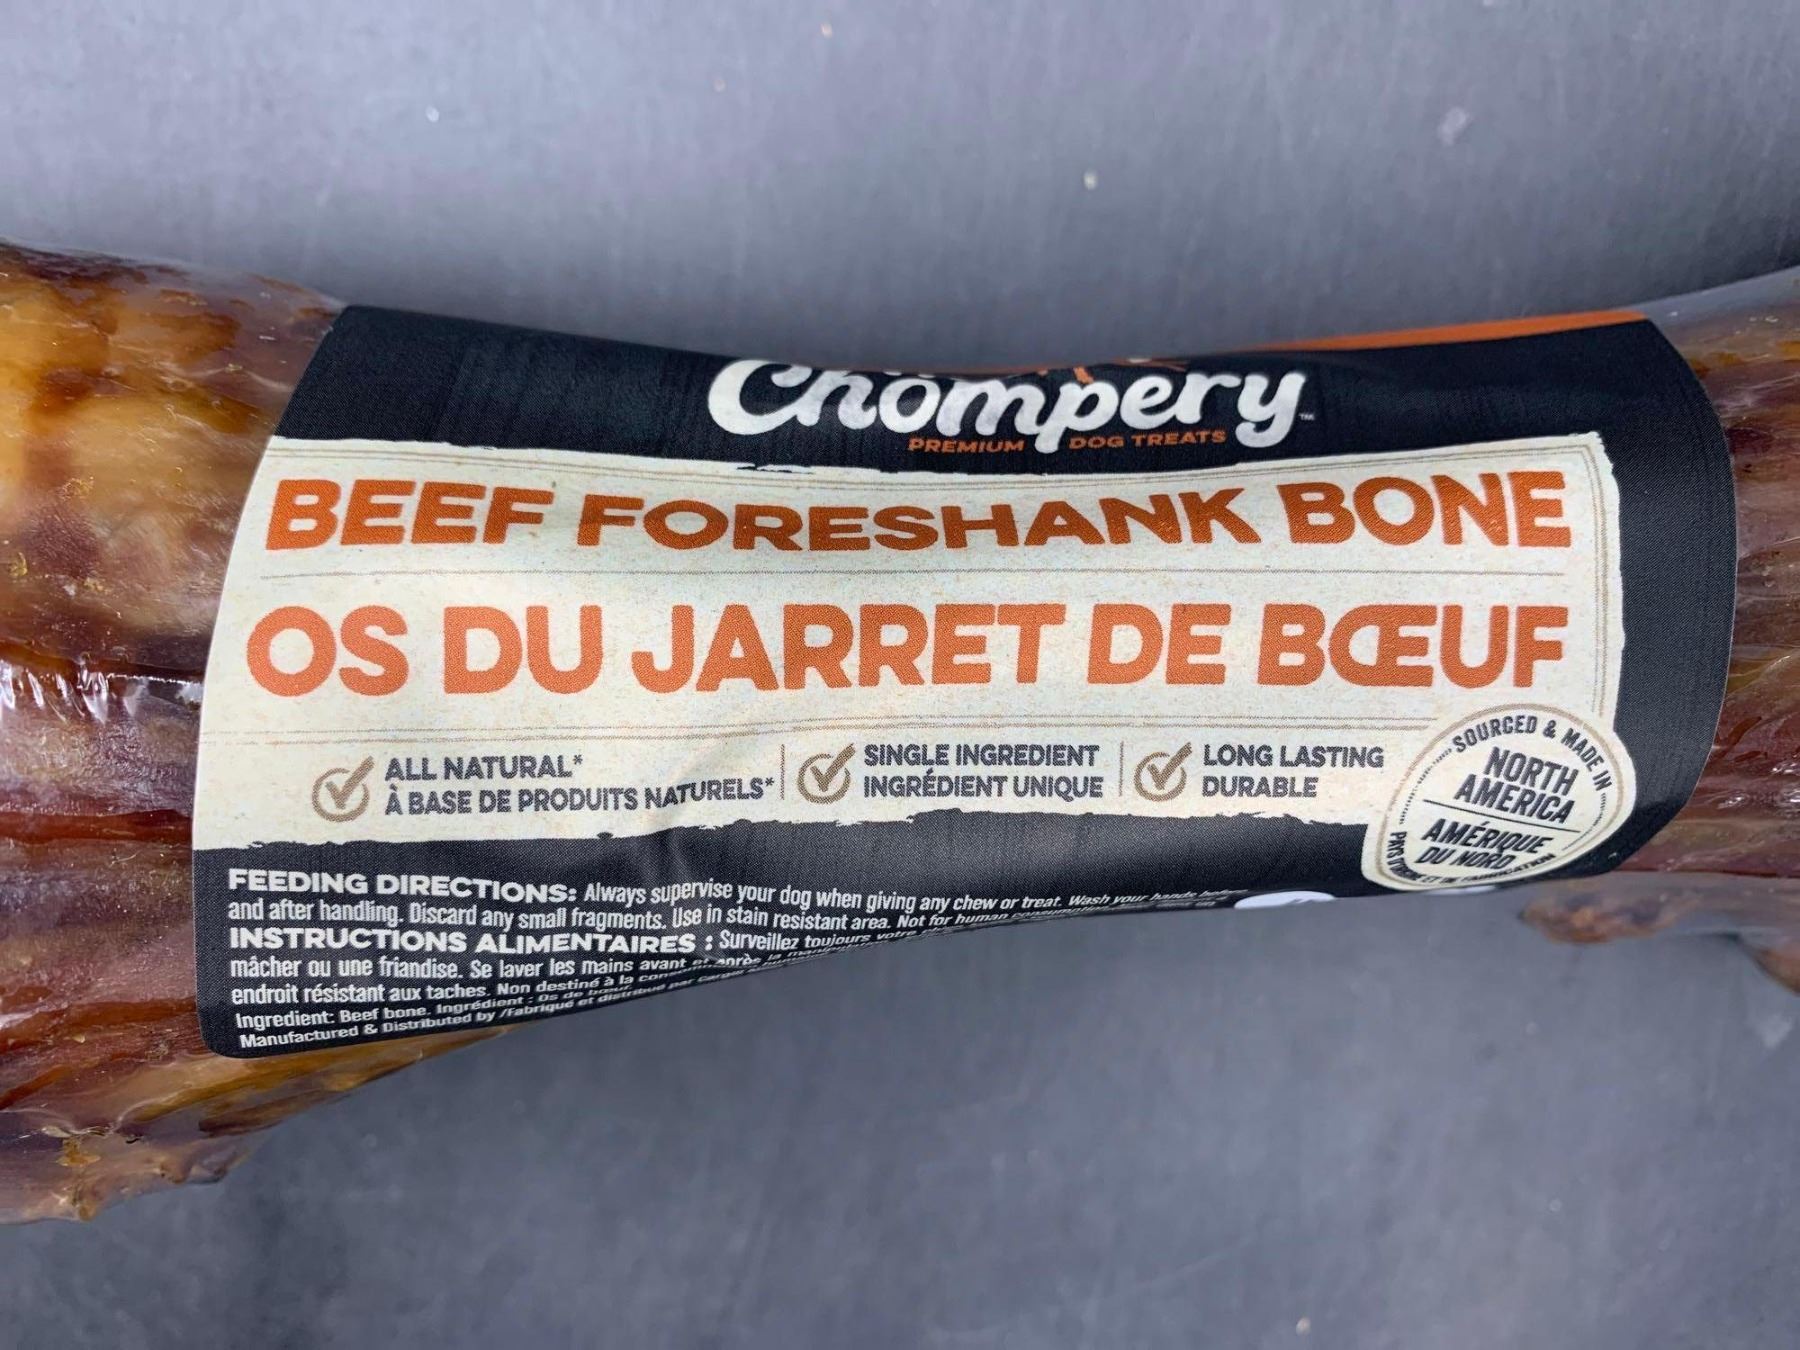 Chompery™
PREMIUM DOG TREATS
BEEF FORESHANK BONE
OS DU JARRET DE BŒUF
ALL NATURAL*
À BASE DE PRODUITS NATURELS*
SINGLE INGREDIENT
INGRÉDIENT UNIQUE
LONG LASTING
DURABLE
SOURCED & MADE IN
NORTH
AMERICA
AMÉRIQUE
DU NORD
FEEDING DIRECTIONS: Always supervise your dog when giving any chew or treat. Wash your hands before
and after handling. Discard any small fragments. Use in stain resistant area. Not for human consumption
INSTRUCTIONS ALIMENTAIRES : Surveillez toujours votre
mâcher ou une friandise. Se laver les mains avant et après la
endroit résistant aux taches. Non destiné à la
Ingredient: Beef bone. Ingrédient : Os de bœuf
Manufactured & Distributed by /Fabriqué et distribué par